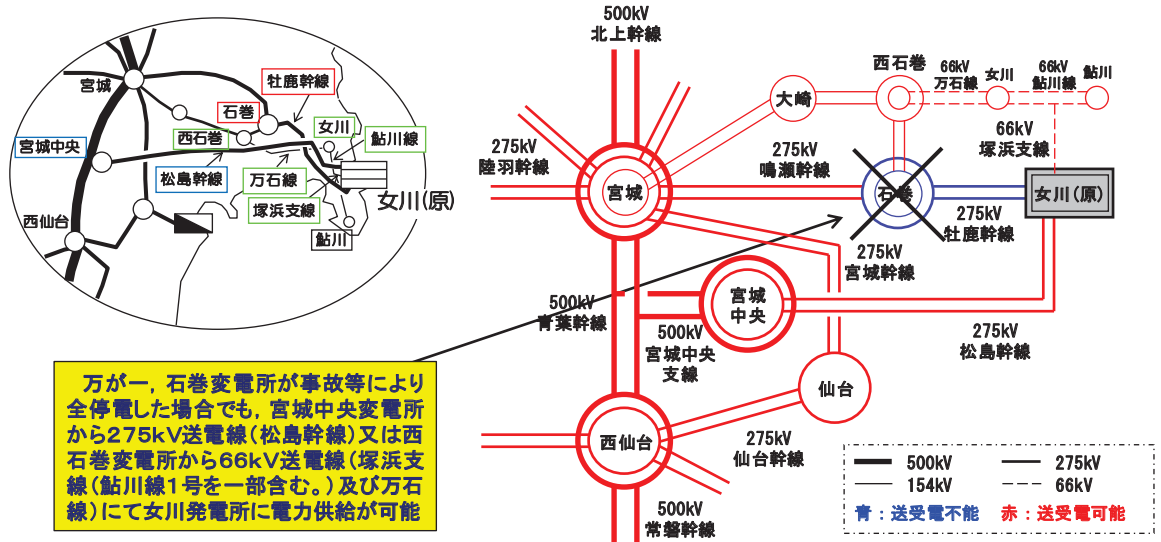 宮城
牡鹿幹線
石巻
西石巻
女川
鮎川線
宮城中央
松島幹線
万石線
塚浜支線
女川(原)
西仙台
鮎川
500kV
北上幹線
275kV
陸羽幹線
宮城
大崎
西石巻
66kV
万石線
女川
66kV
鮎川線
鮎川
66kV
塚浜支線
275kV
鳴瀬幹線
石巻
275kV
牡鹿幹線
女川(原)
275kV
宮城幹線
500kV
青葉幹線
宮城
中央
500kV
宮城中央
支線
275kV
松島幹線
仙台
西仙台
275kV
仙台幹線
500kV
常磐幹線
万が一，石巻変電所が事故等により
全停電した場合でも，宮城中央変電所
から275kV送電線(松島幹線)又は西
石巻変電所から66kV送電線(塚浜支
線(鮎川線1号を一部含む。)及び万石
線)にて女川発電所に電力供給が可能
500kV
275kV
154kV
66kV
青：送受電不能
赤：送受電可能